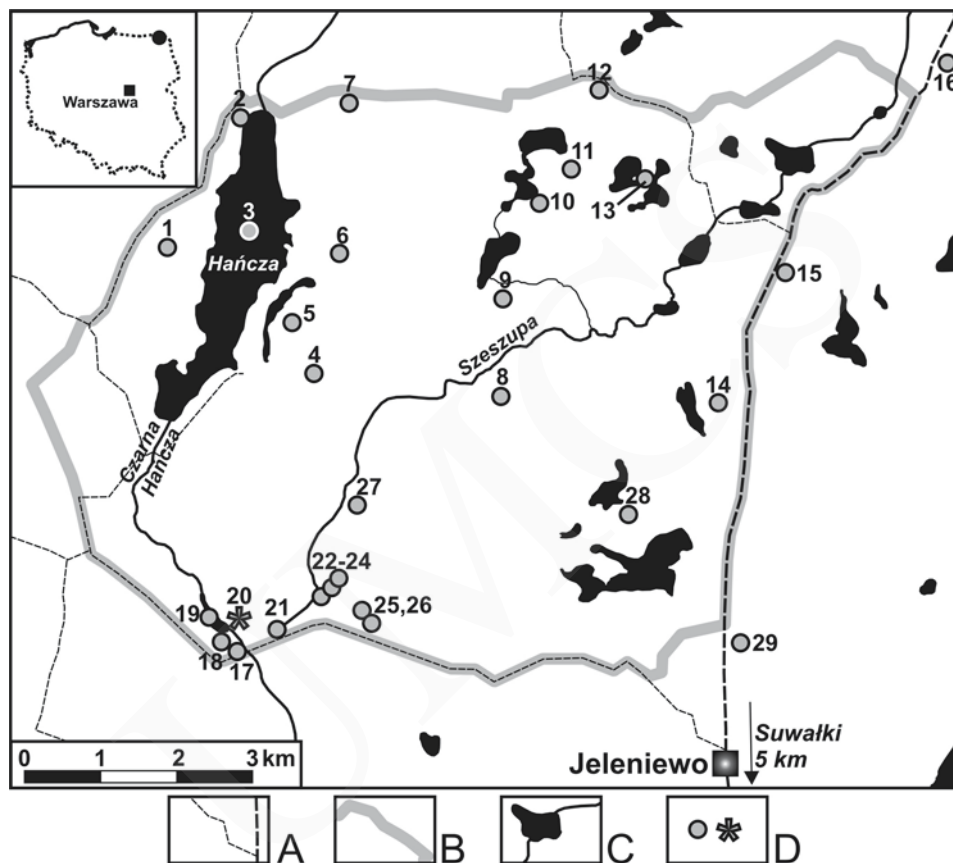 Warszawa
2
7
12
16
11
10
13
1
3
Hańcza
6
15
9
5
Szeszupa
4
8
14
Czarna
Hańcza
27
28
22-24
20
19
21
25,26
18
17
29
0 1 2 3 km
Suwałki
5 km
Jeleniewo
A
B
C
D
UMCS